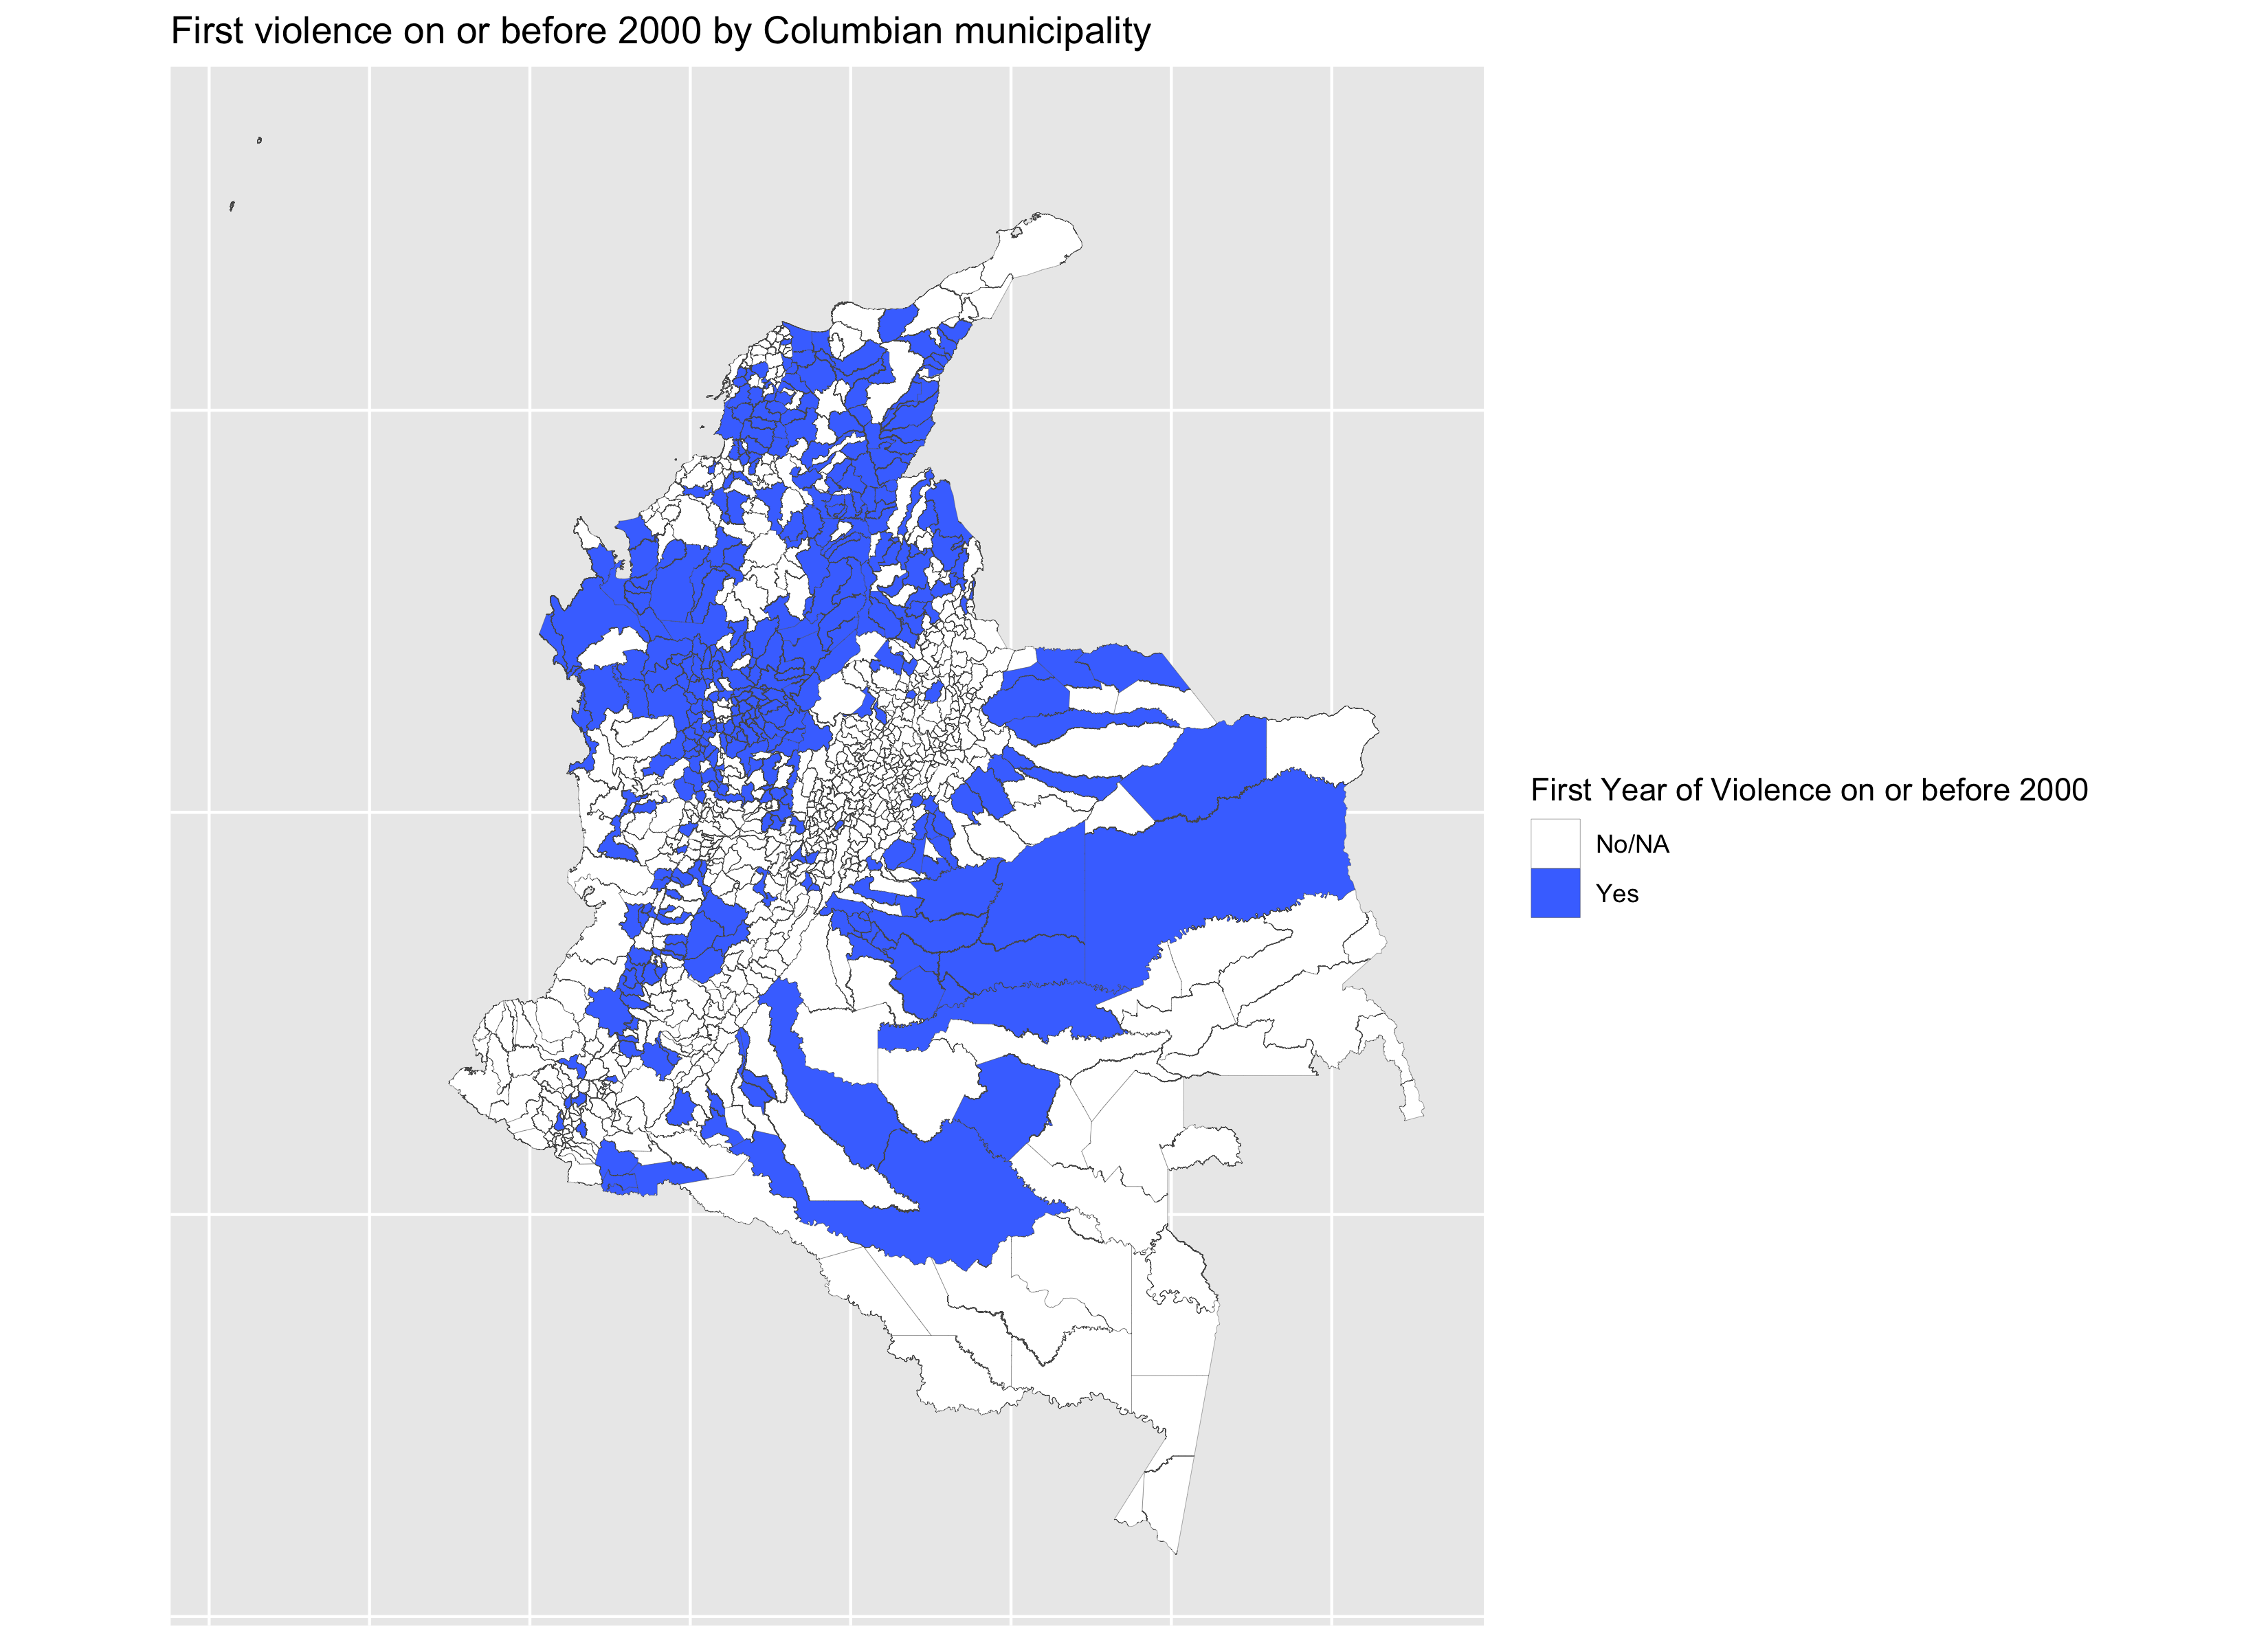 First violence on or before 2000 by Columbian municipality
First Year of Violence on or before 2000
No/NA
Yes